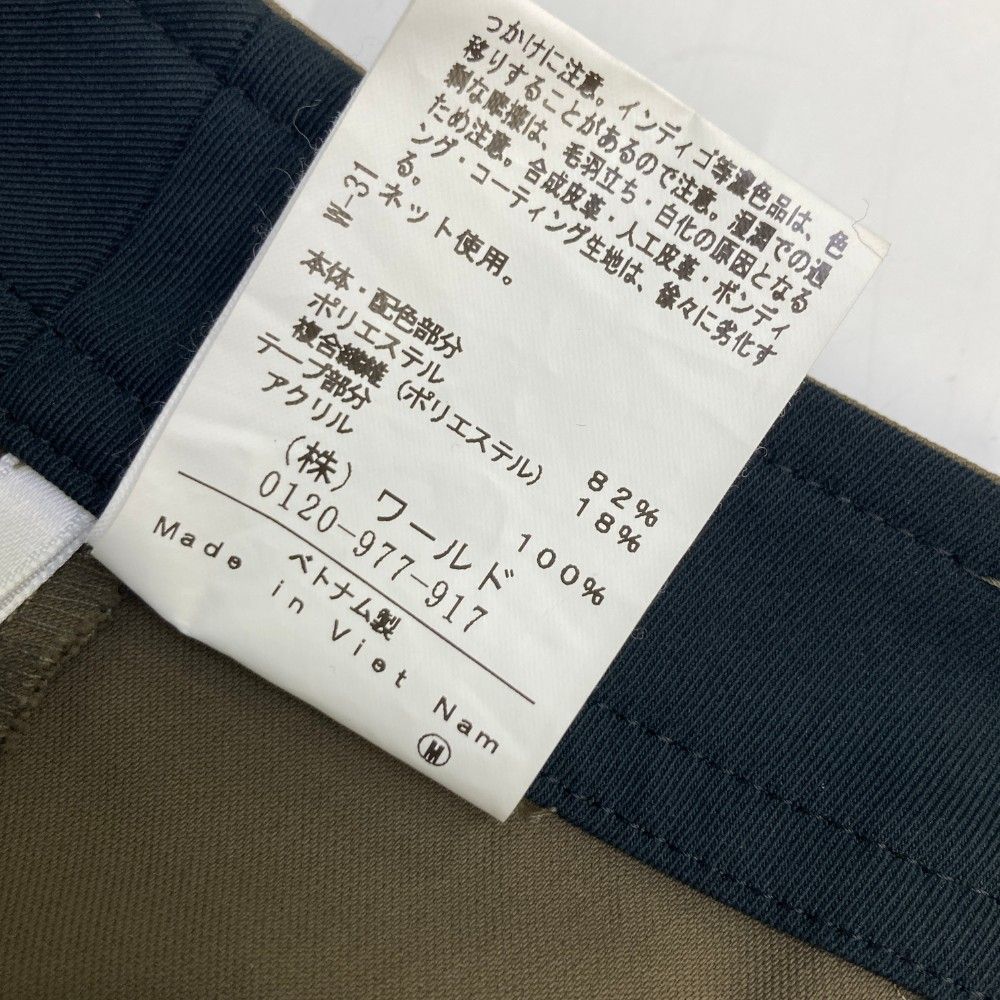 っかけに注意。インディゴ等濃色品は、色
移りすることがあるので注意。湿潤での過
剰な摩擦は、毛羽立ち・白化の原因となる
ため注意。合成皮革・人工皮革・ボンディ
ング・コーティング生地は、徐々に劣化す
る。
ネット使用。
13-M
本体・配色部分
ポリエステル 82%
複合繊維(ポリエステル) 18%
テープ部分
アクリル 100%
(株)ワールド
0120-977-917
ベトナム製
Made in Viet Nam
M